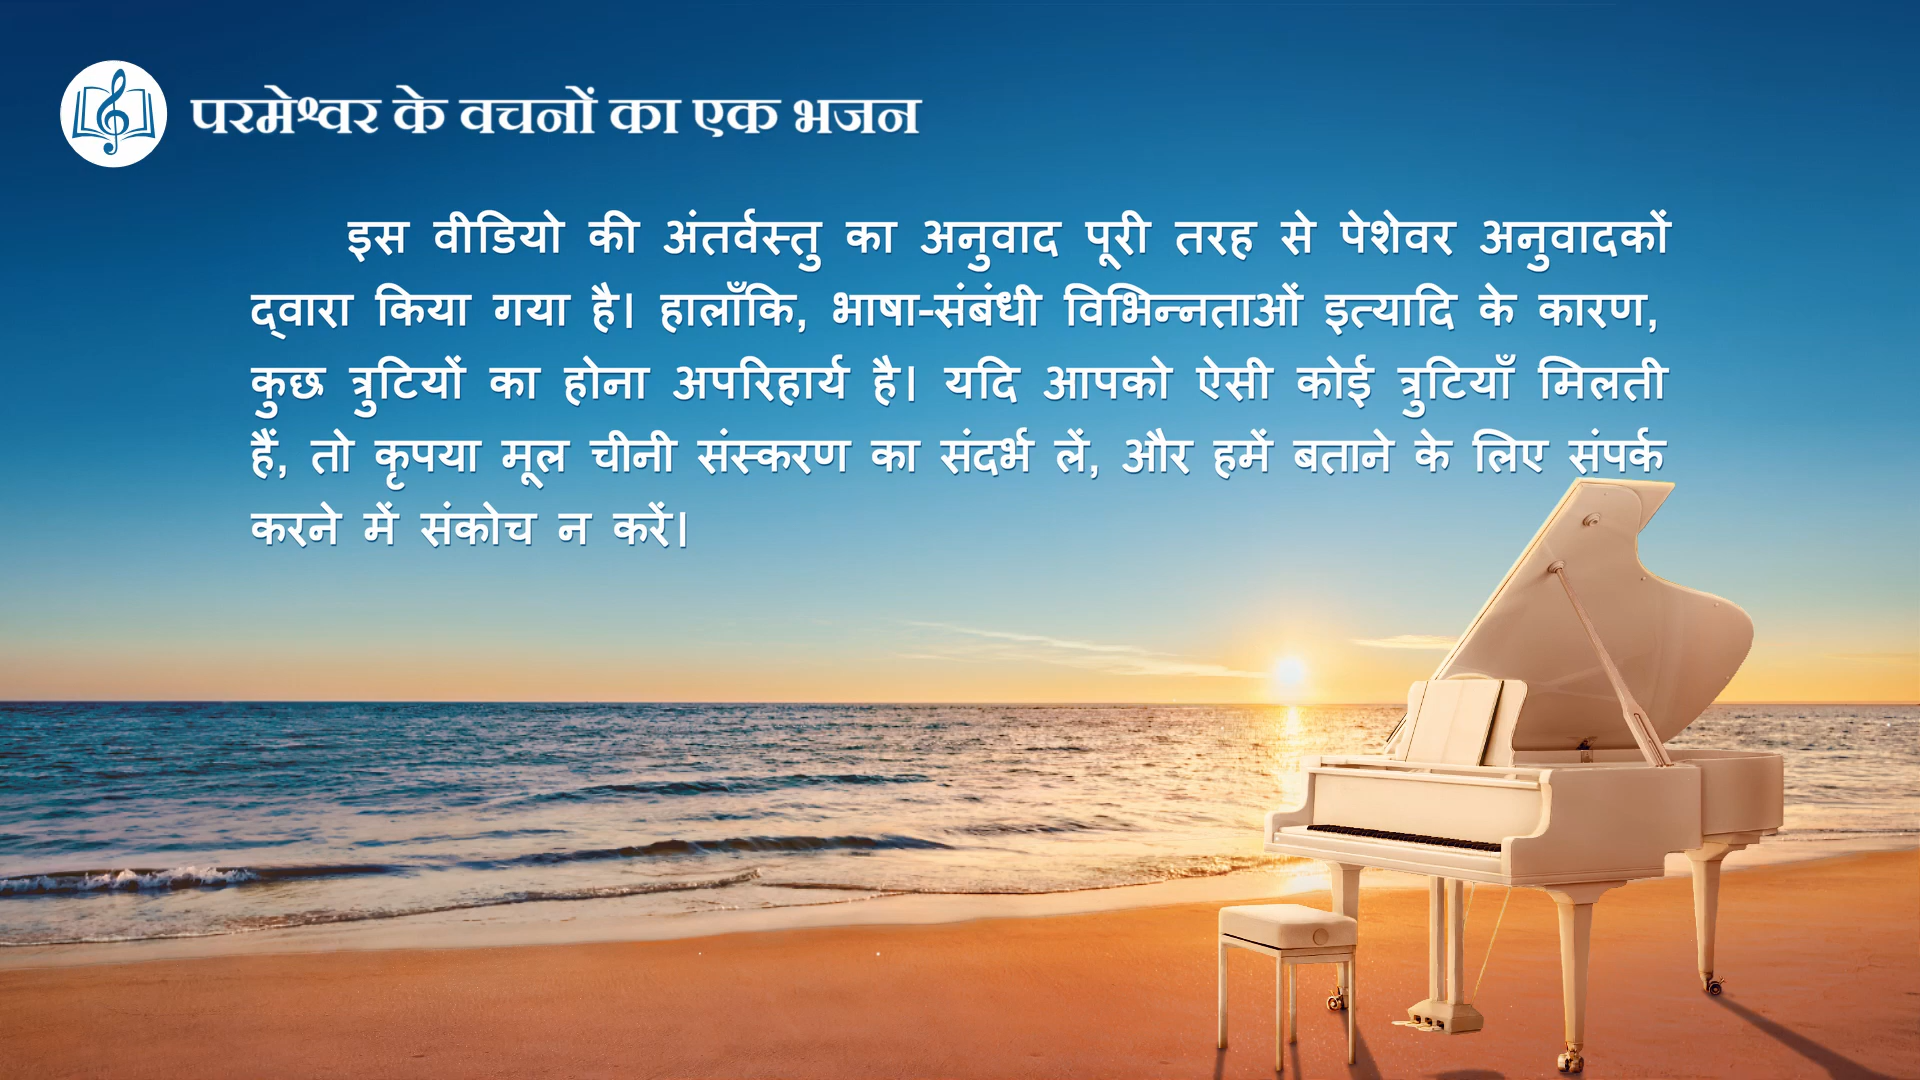 परमेश्वर के वचनों का एक भजन
इस वीडियो की अंतर्वस्तु का अनुवाद पूरी तरह से पेशेवर अनुवादकों
द्वारा किया गया है। हालाँकि, भाषा-संबंधी विभिन्नताओं इत्यादि के कारण,
कुछ त्रुटियों का होना अपरिहार्य है। यदि आपको ऐसी कोई त्रुटियाँ मिलती
हैं, तो कृपया मूल चीनी संस्करण का संदर्भ लें, और हमें बताने के लिए संपर्क
करने में संकोच न करें।